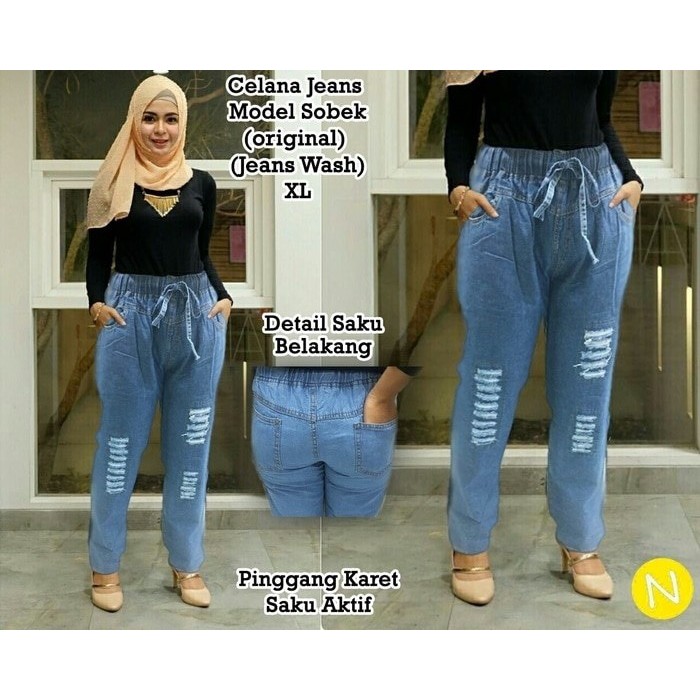 Celana Jeans
Model Sobek
(original)
(Jeans Wash)
XL
Detail Saku
Belakang
Pinggang Karet
Saku Aktif
N